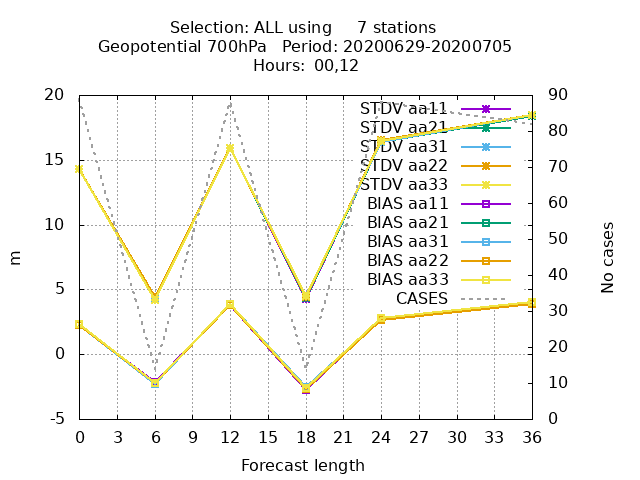 Selection: ALL using 7 stations
Geopotential 700hPa Period: 20200629-20200705
Hours: 00,12
20
15
10
5
0
-5
m
90
80
70
60
50
40
30
20
10
0
No cases
STDV aa11
STDV aa21
STDV aa31
STDV aa22
STDV aa33
BIAS aa11
BIAS aa21
BIAS aa31
BIAS aa22
BIAS aa33
CASES
0 3 6 9 12 15 18 21 24 27 30 33 36
Forecast length